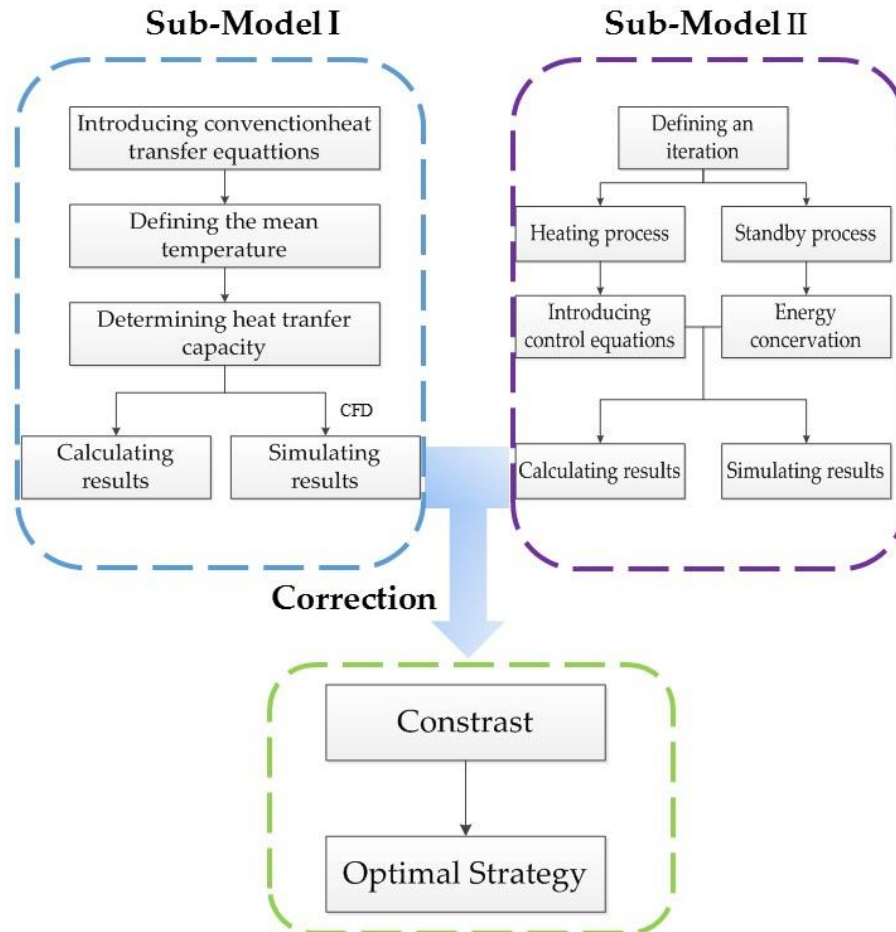 Sub-Model I
Introducing convenctionheat
transfer equattions
Defining the mean
temperature
Determining heat tranfer
capacity
CFD
Calculating
results
Simulating
results
Sub-Model II
Defining an
iteration
Heating process
Standby process
Introducing
control equations
Energy
concervation
Calculating results
Simulating results
Correction
Constrast
Optimal Strategy